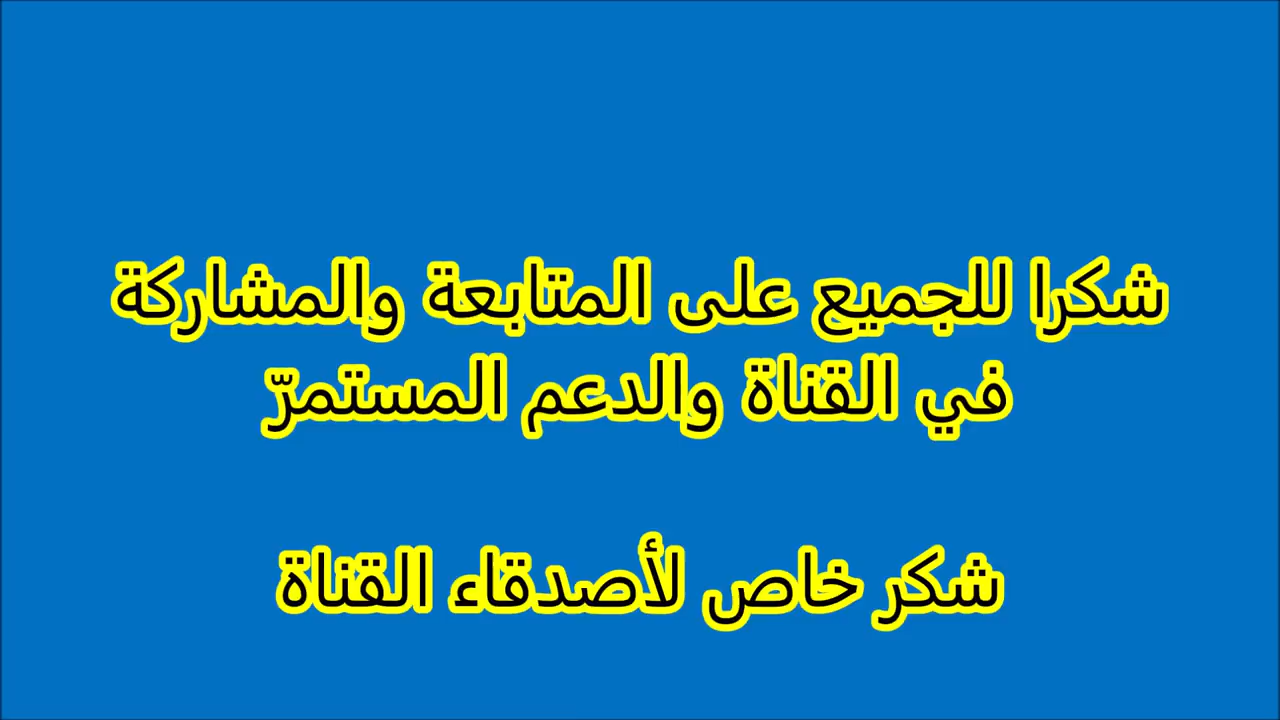 شكرا للجميع على المتابعة والمشاركة
في القناة والدعم المستمرّ
شكر خاص لأصدقاء القناة